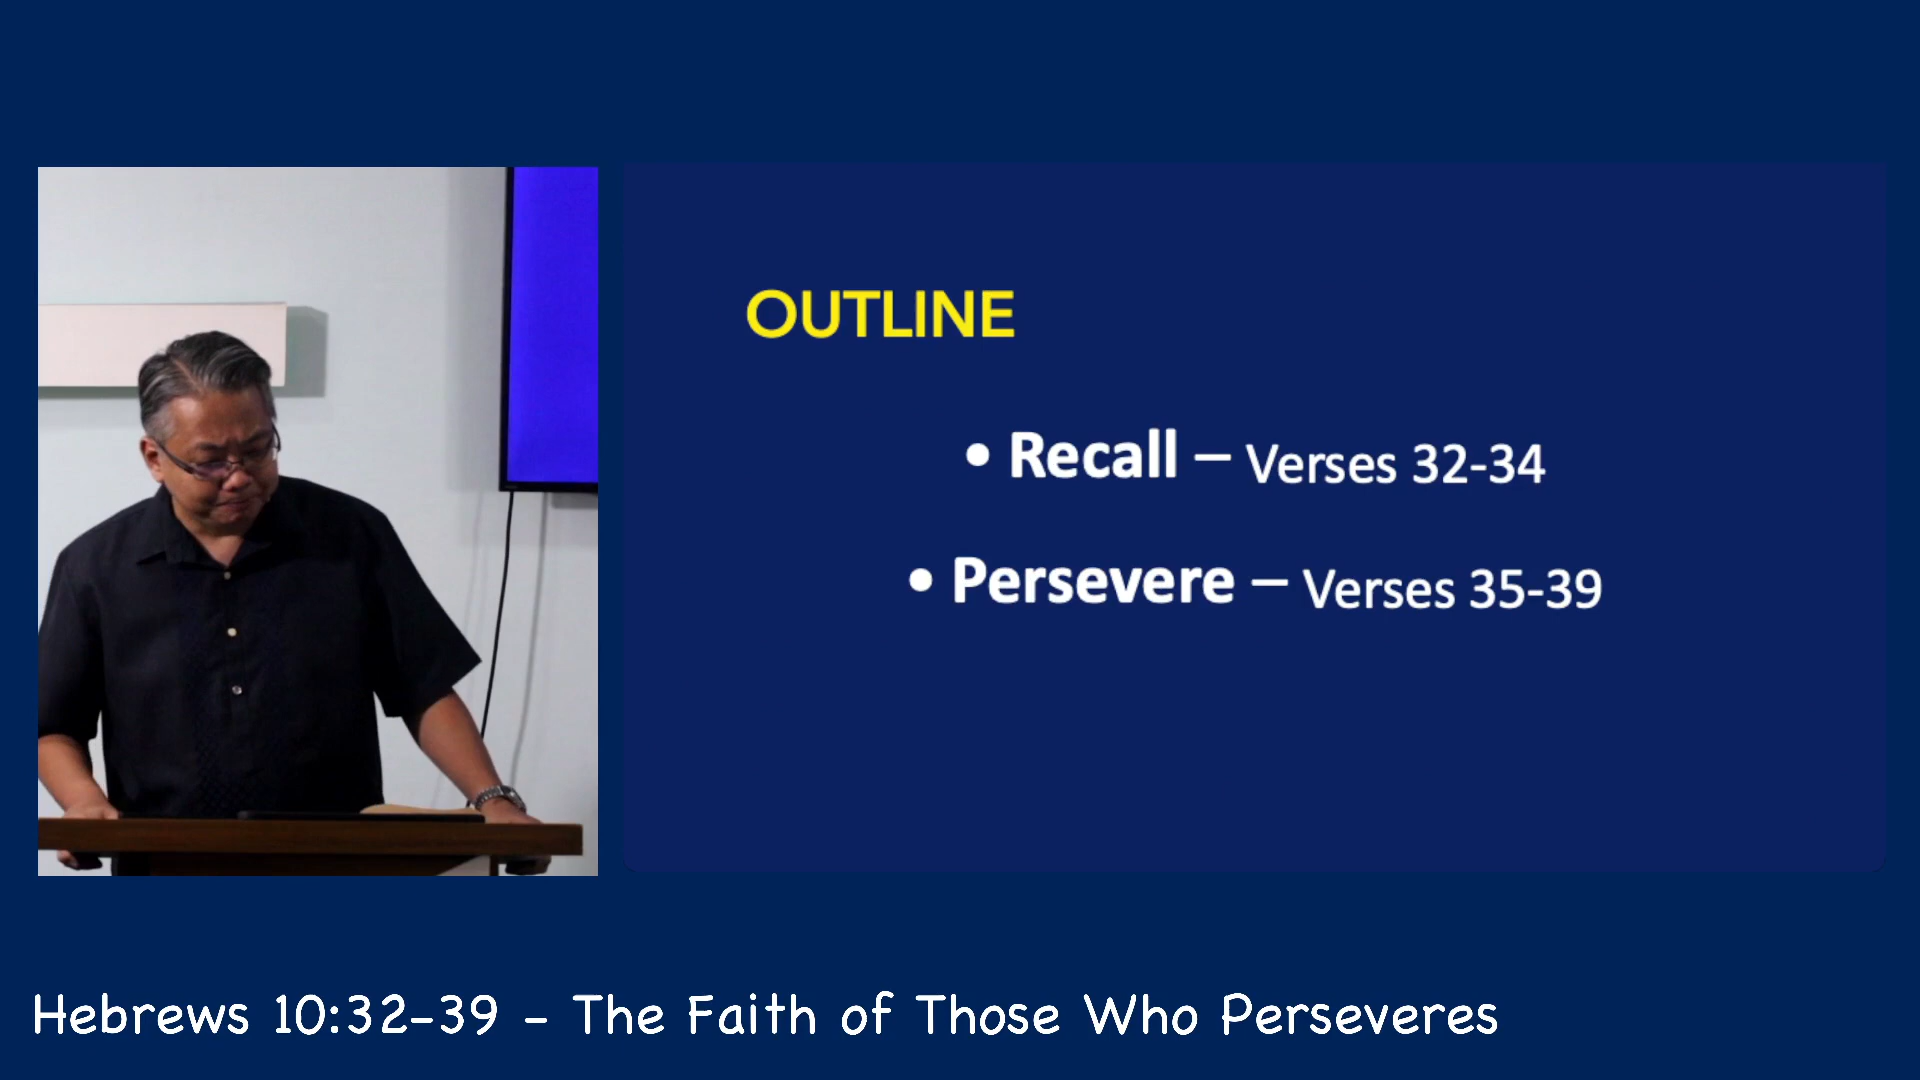 OUTLINE
• Recall – Verses 32-34
• Persevere – Verses 35-39
Hebrews 10:32-39 - The Faith of Those Who Perseveres